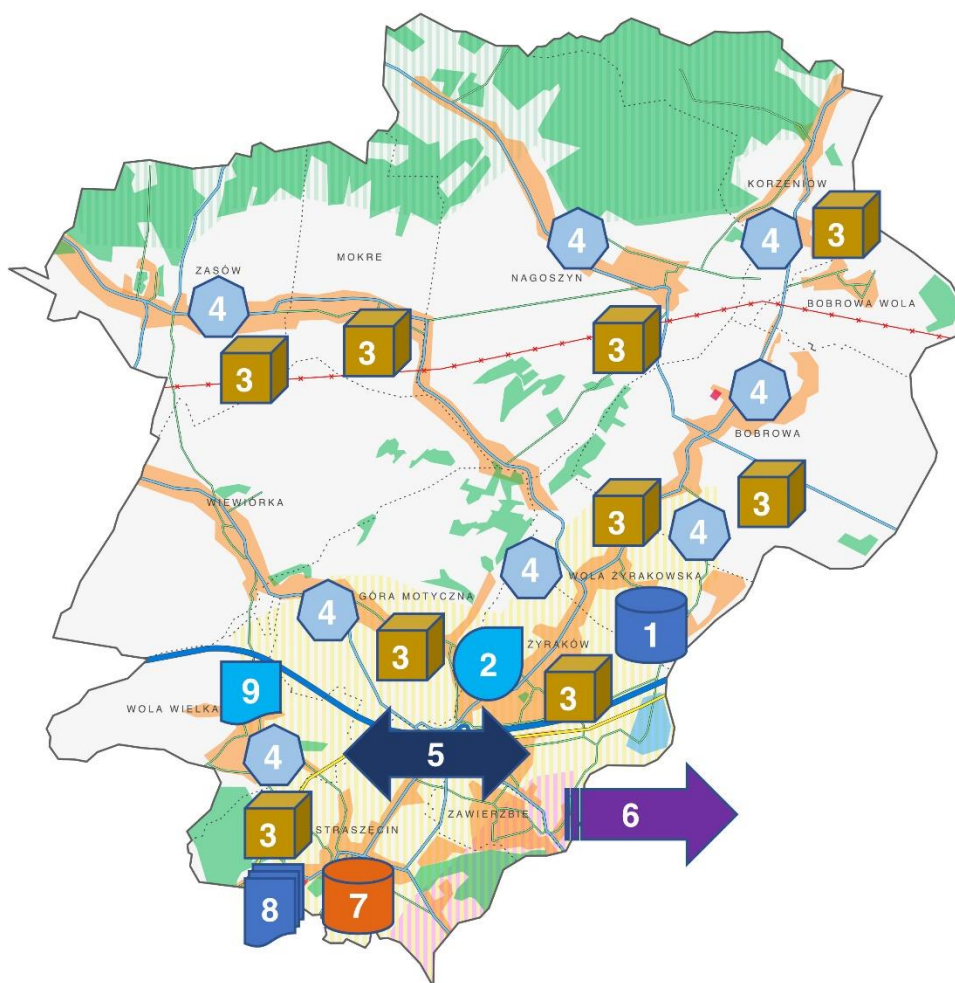 KORZENIÓW
4
4
3
MOKRE
ZASÓW
NAGOSZYN
4
BOBROWA WOLA
3
3
3
4
BOBROWA
WIEWIÓRKA
3
3
4
4
WOLA ŻYRAKOWSKA
GÓRA MOTYCZNA
4
1
3
ŻYRAKÓW
2
9
3
WOLA WIELKA
4
5
6
ZAWIERZBIE
3
STRASZĘCIN
8
7